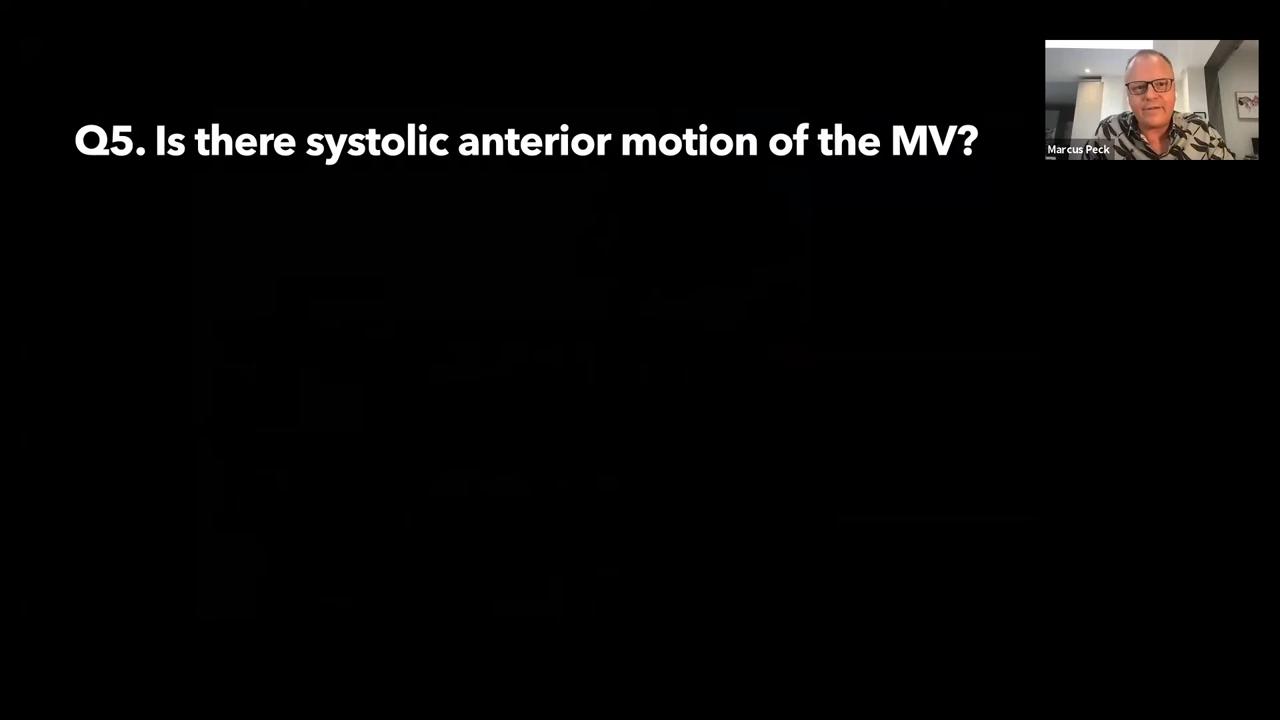 Q5. Is there systolic anterior motion of the MV?
Marcus Peck